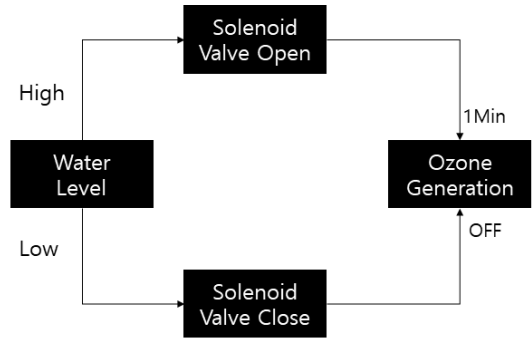 Solenoid
Valve Open
High
1Min
Water
Level
Ozone
Generation
Low
OFF
Solenoid
Valve Close